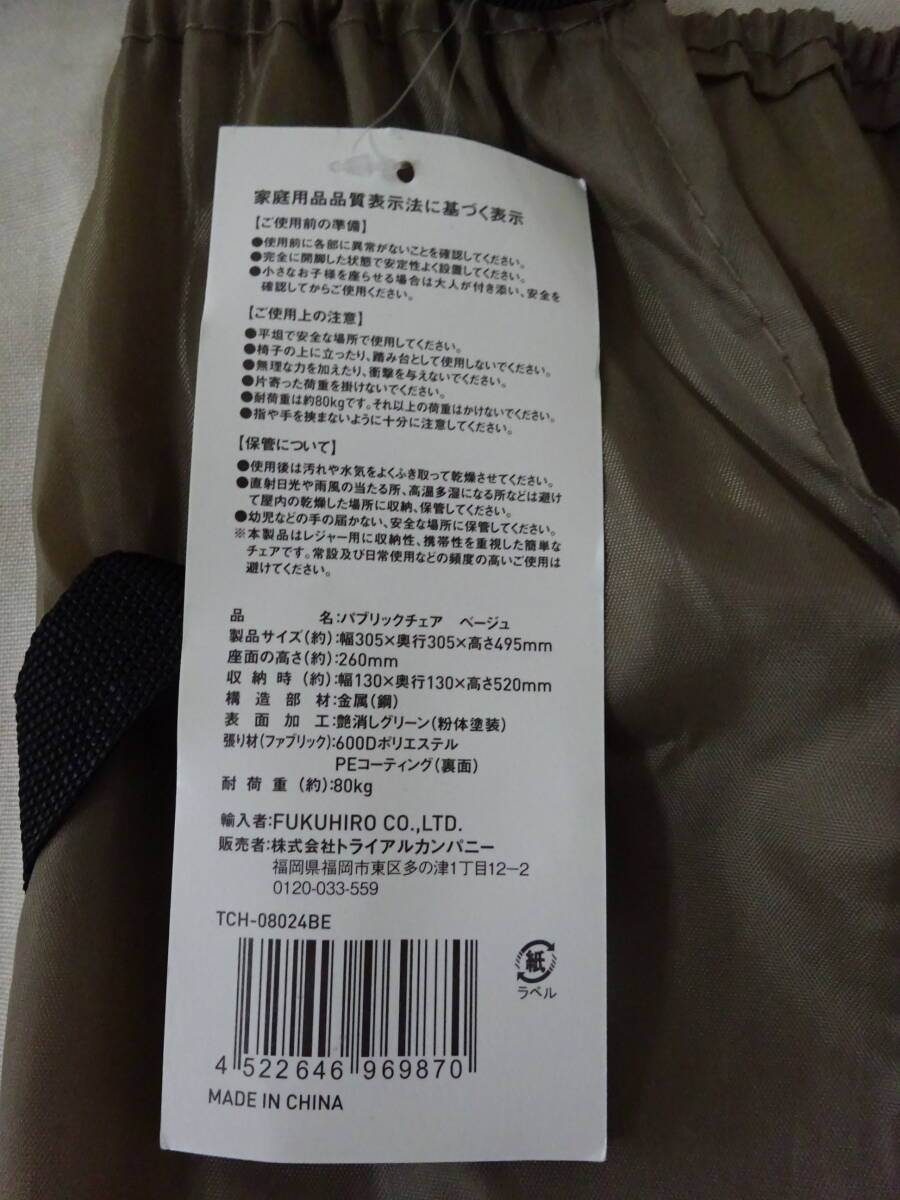 家庭用品品質表示法に基づく表示
【ご使用前の準備】
●使用前に各部に異常がないことを確認してください。
●完全に開脚した状態で安定性よく設置してください。
●小さなお子様を座らせる場合は大人が付き添い、安全を
確認してからご使用ください。
【ご使用上の注意】
●平坦で安全な場所で使用してください。
●椅子の上に立ったり、踏み台として使用しないでください。
●無理な力を加えたり、衝撃を与えないでください。
●片寄った荷重を掛けないでください。
●耐荷重は約80kgです。それ以上の荷重はかけないでください。
●指や手を挟まないように十分に注意してください。
【保管について】
●使用後は汚れや水気をよくふき取って乾燥させてください。
●直射日光や雨風の当たる所、高温多湿になる所などは避け
て屋内の乾燥した場所に収納、保管してください。
●幼児などの手の届かない、安全な場所に保管してください。
※本製品はレジャー用に収納性、携帯性を重視した簡単な
チェアです。常設及び日常使用などの頻度の高いご使用は
避けてください。
品 名:パブリックチェア ベージュ
製品サイズ(約):幅305×奥行305×高さ495mm
座面の高さ(約):260mm
収納時(約):幅130×奥行130×高さ520mm
構造部材:金属(鋼)
表面加工:艶消しグリーン(粉体塗装)
張り材(ファブリック):600Dポリエステル
PEコーティング(裏面)
耐荷重(約):80kg
輸入者:FUKUHIRO CO.,LTD.
販売者:株式会社トライアルカンパニー
福岡県福岡市東区多の津1丁目12-2
0120-033-559
TCH-08024BE
紙
ラベル
4 522646 969870
MADE IN CHINA